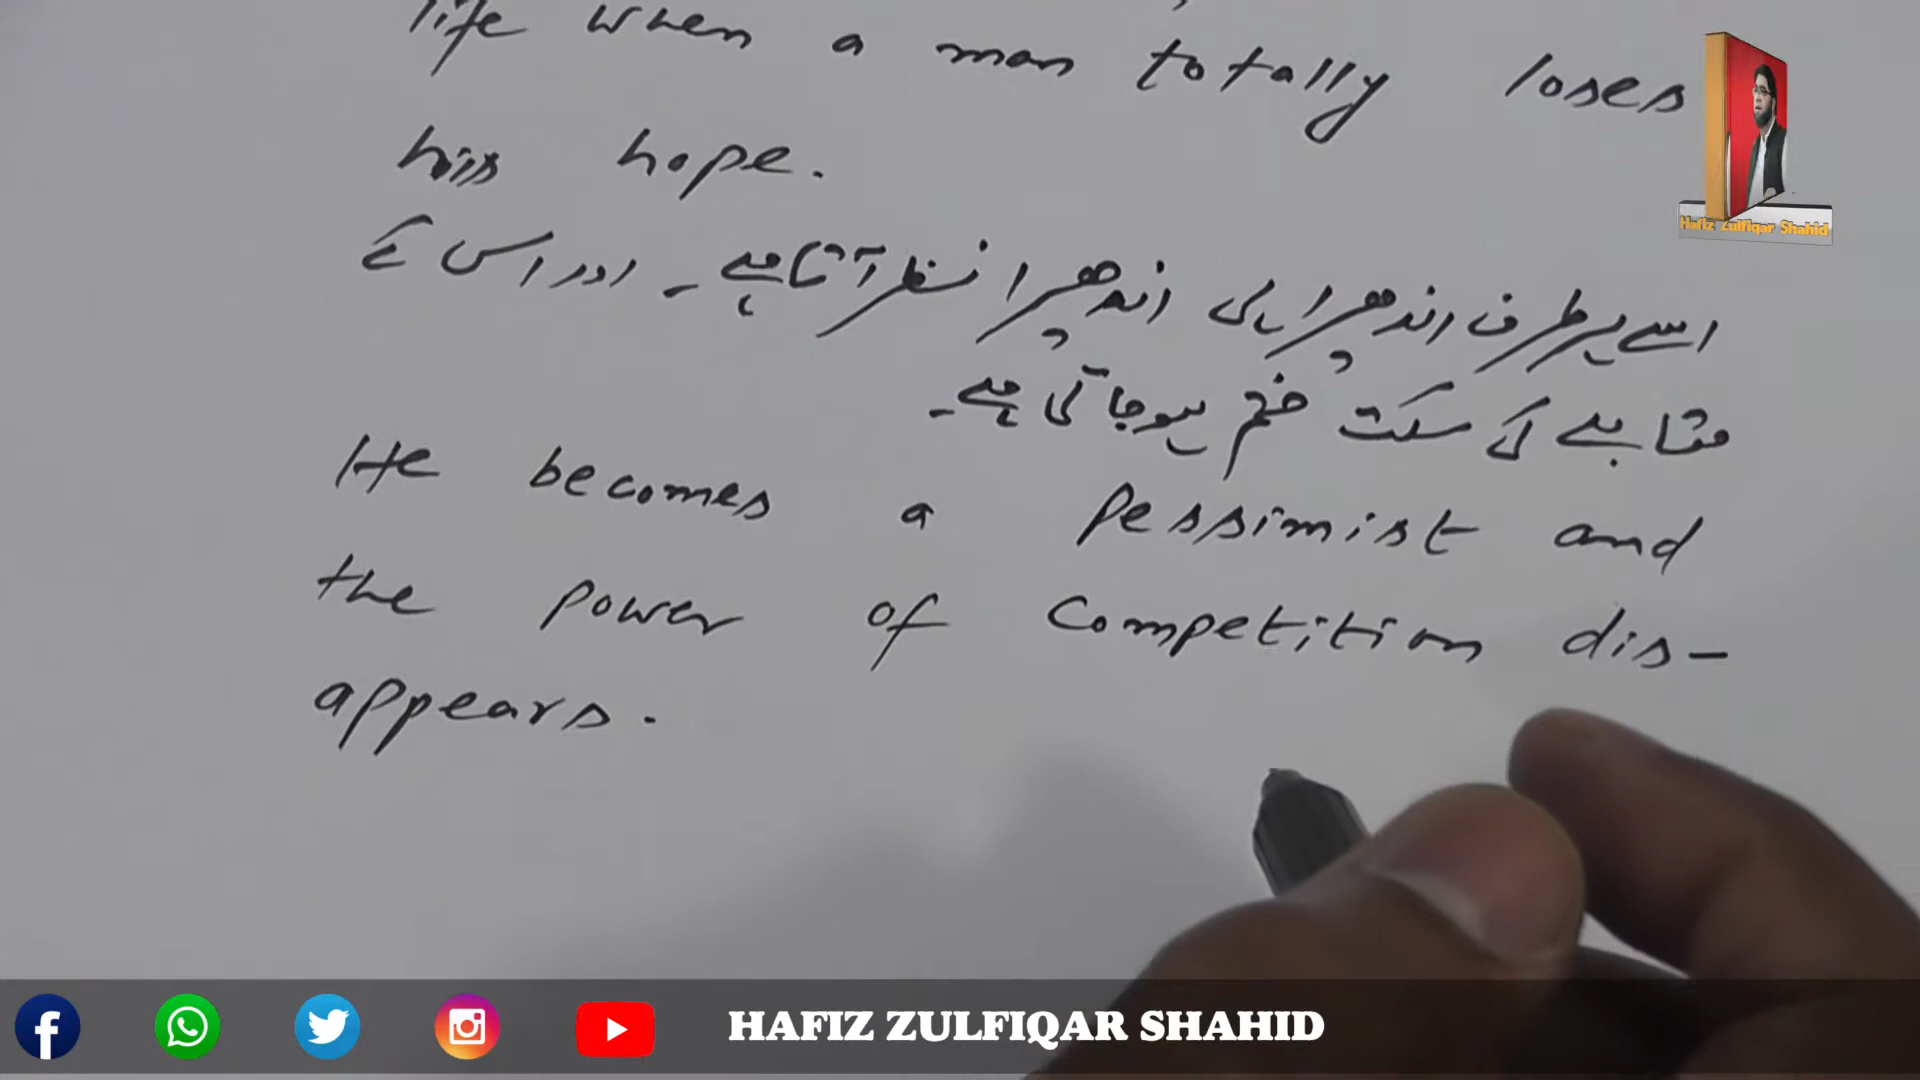 life when a man totally loses
his hope.
اسے ہر طرف اندھیرا ہی اندھیرا نظر آتا ہے۔ اور اس کے
مقابلے کی سکت ختم ہو جاتی ہے۔
He becomes a pessimist and
the power of competition dis-
appears.
Hafiz Zulfiqar Shahid
HAFIZ ZULFIQAR SHAHID